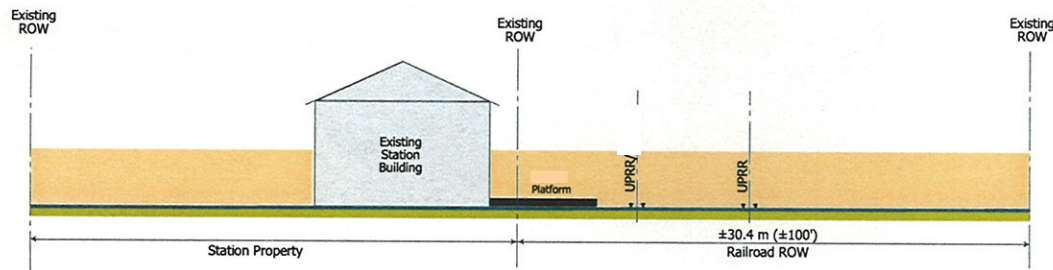 Existing
ROW
Existing
ROW
Existing
ROW
Existing
Station
Building
Platform
UPRR
UPRR
Station Property
±30.4 m (±100')
Railroad ROW